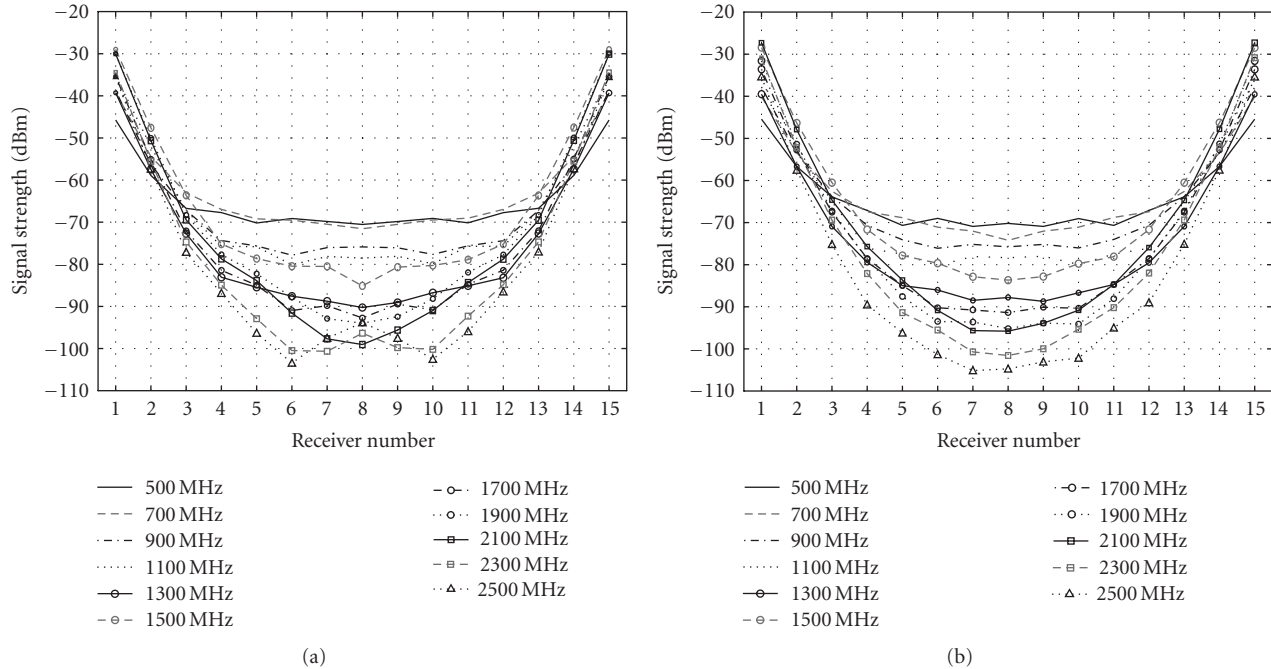 −20
−30
−40
−50
−60
−70
−80
−90
−100
−110
Signal strength (dBm)
1 2 3 4 5 6 7 8 9 10 11 12 13 14 15
Receiver number
500 MHz
700 MHz
900 MHz
1100 MHz
1300 MHz
1500 MHz
1700 MHz
1900 MHz
2100 MHz
2300 MHz
2500 MHz
(a)
−20
−30
−40
−50
−60
−70
−80
−90
−100
−110
Signal strength (dBm)
1 2 3 4 5 6 7 8 9 10 11 12 13 14 15
Receiver number
500 MHz
700 MHz
900 MHz
1100 MHz
1300 MHz
1500 MHz
1700 MHz
1900 MHz
2100 MHz
2300 MHz
2500 MHz
(b)